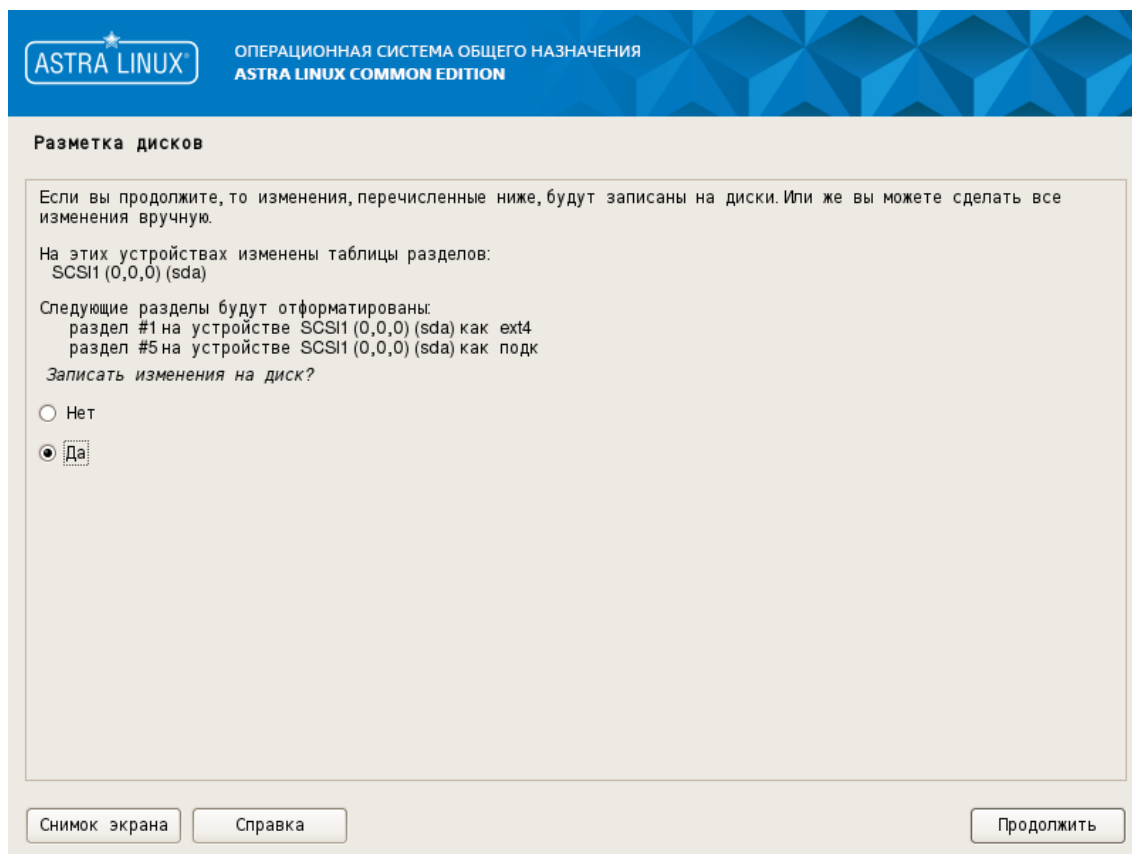 ASTRA LINUX®
ОПЕРАЦИОННАЯ СИСТЕМА ОБЩЕГО НАЗНАЧЕНИЯ
ASTRA LINUX COMMON EDITION
Разметка дисков
Если вы продолжите, то изменения, перечисленные ниже, будут записаны на диски. Или же вы можете сделать все
изменения вручную.
На этих устройствах изменены таблицы разделов:
SCSI1 (0,0,0) (sda)
Следующие разделы будут отформатированы:
раздел #1 на устройстве SCSI1 (0,0,0) (sda) как ext4
раздел #5 на устройстве SCSI1 (0,0,0) (sda) как подк
Записать изменения на диск?
Нет
Да
Снимок экрана
Справка
Продолжить